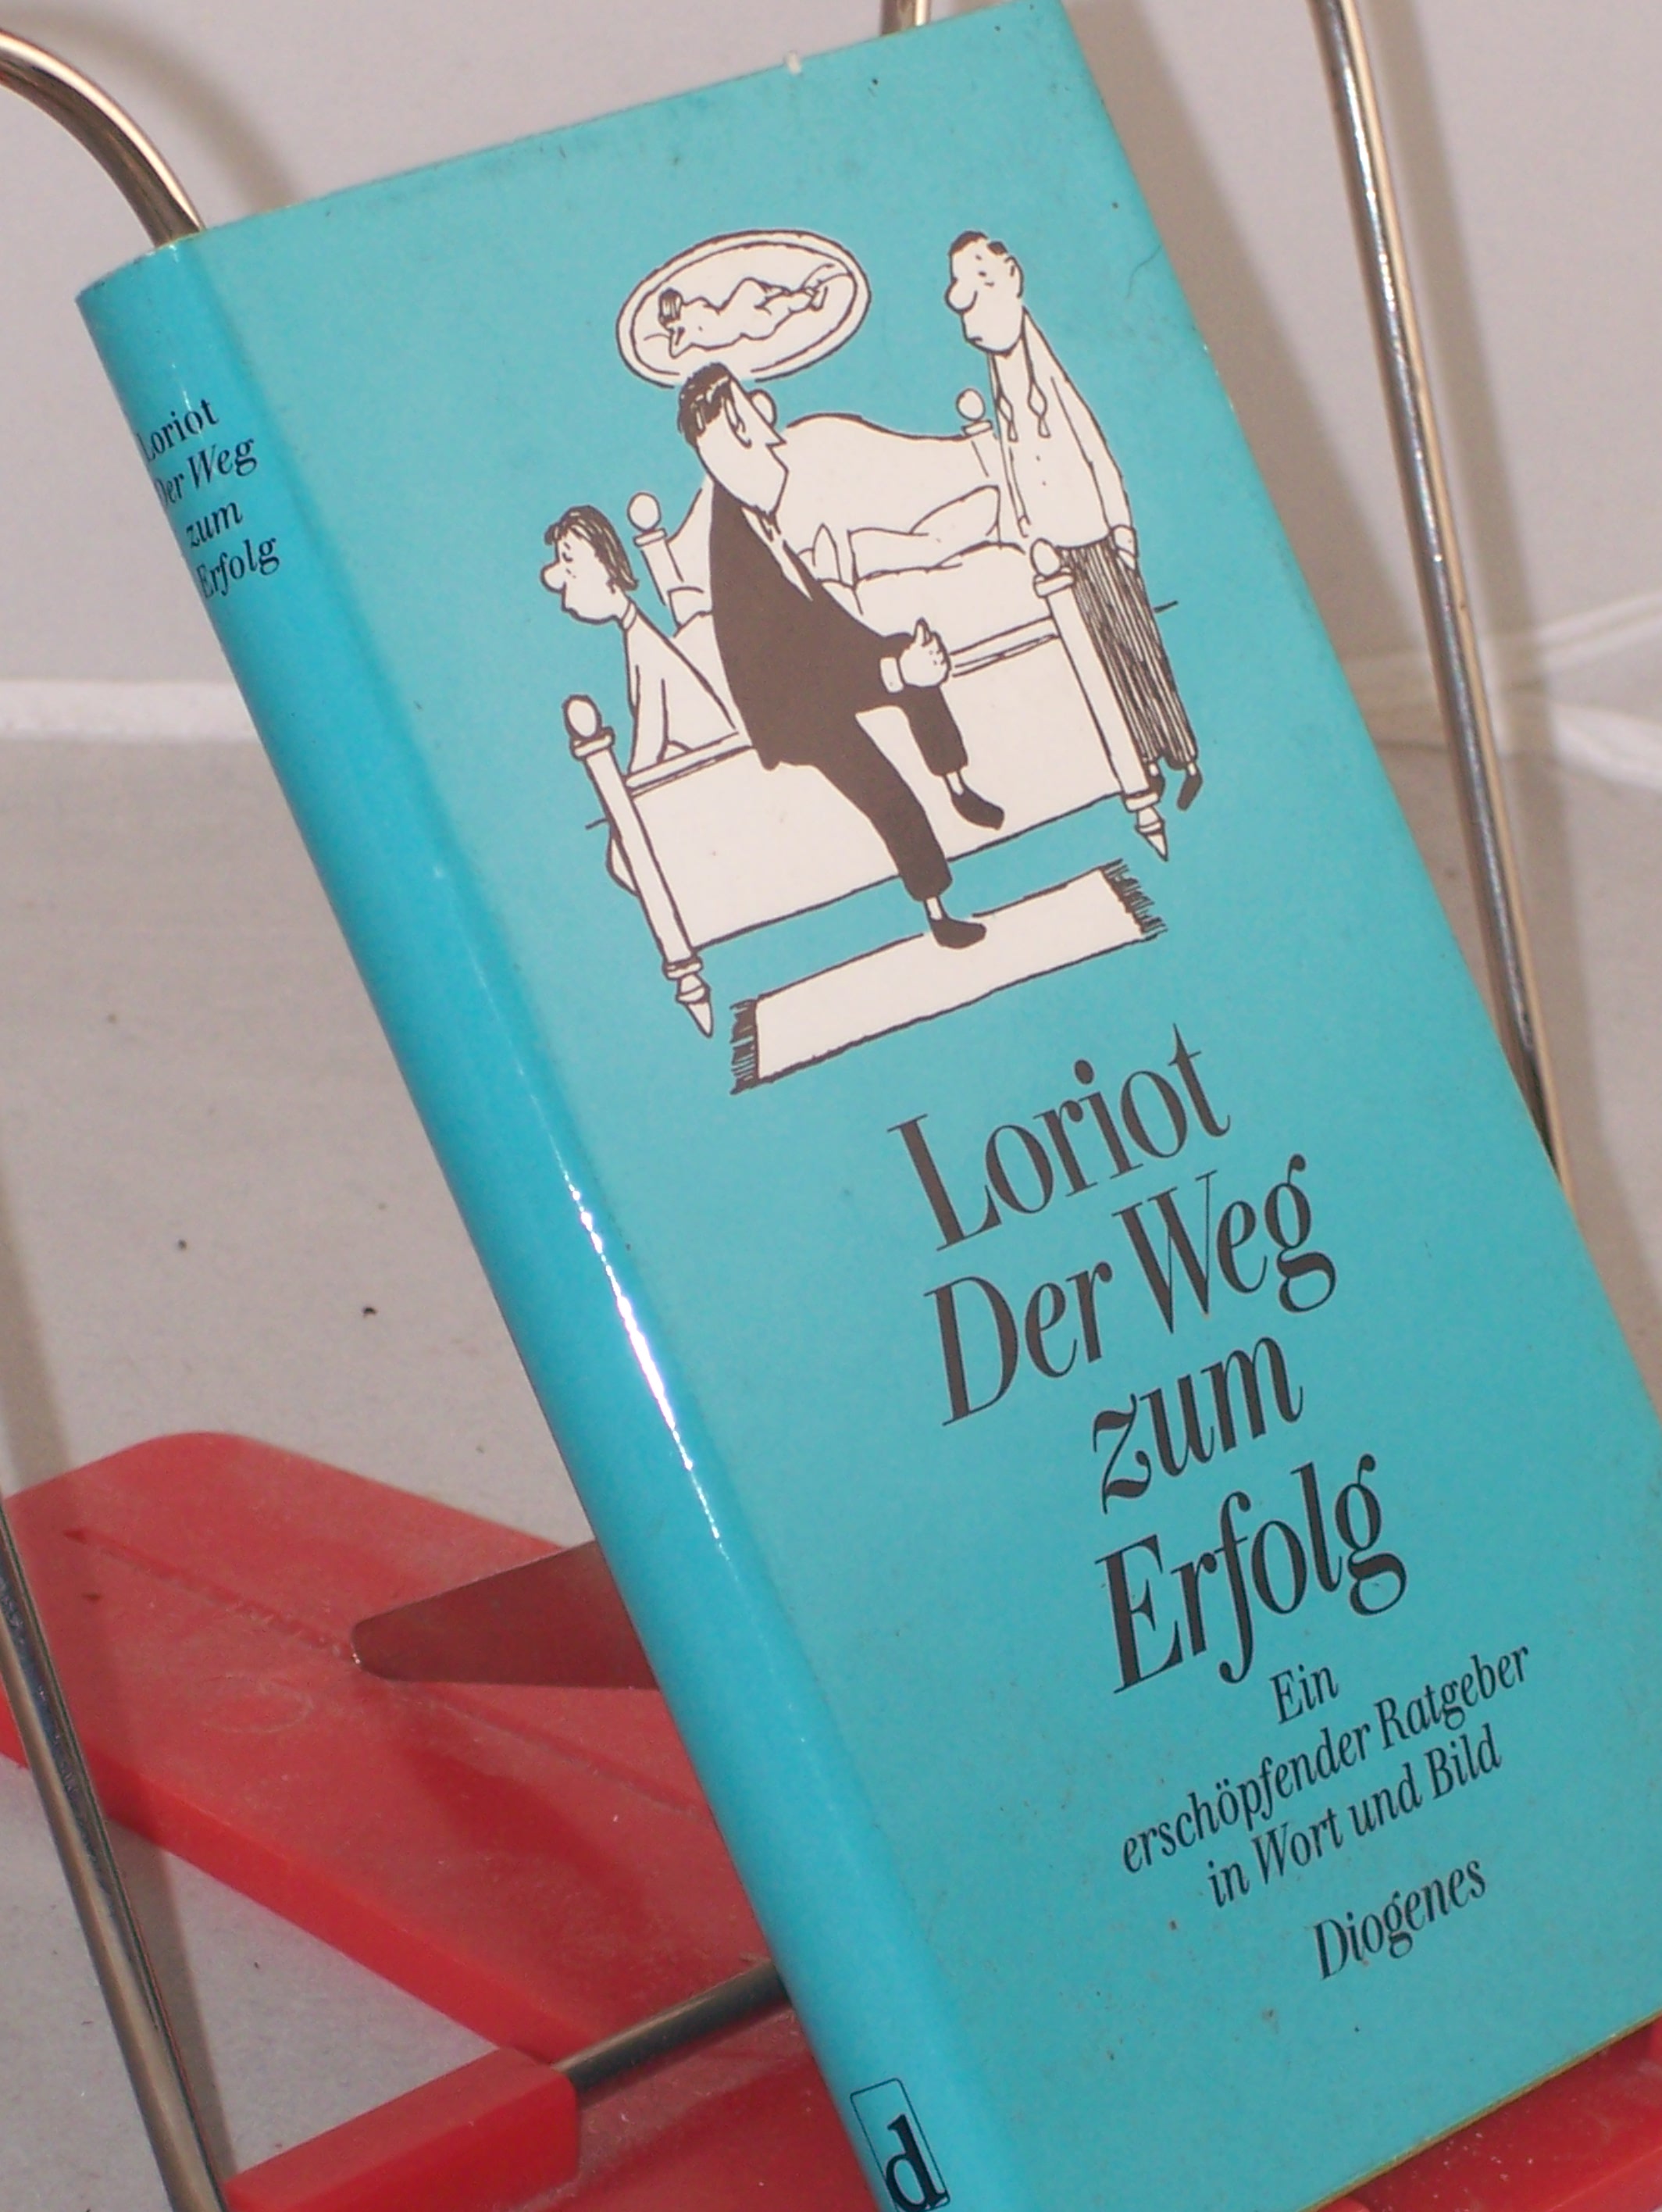 Loriot
Der Weg
zum
Erfolg
Loriot
Der Weg
zum
Erfolg
Ein
erschöpfender Ratgeber
in Wort und Bild
Diogenes
d